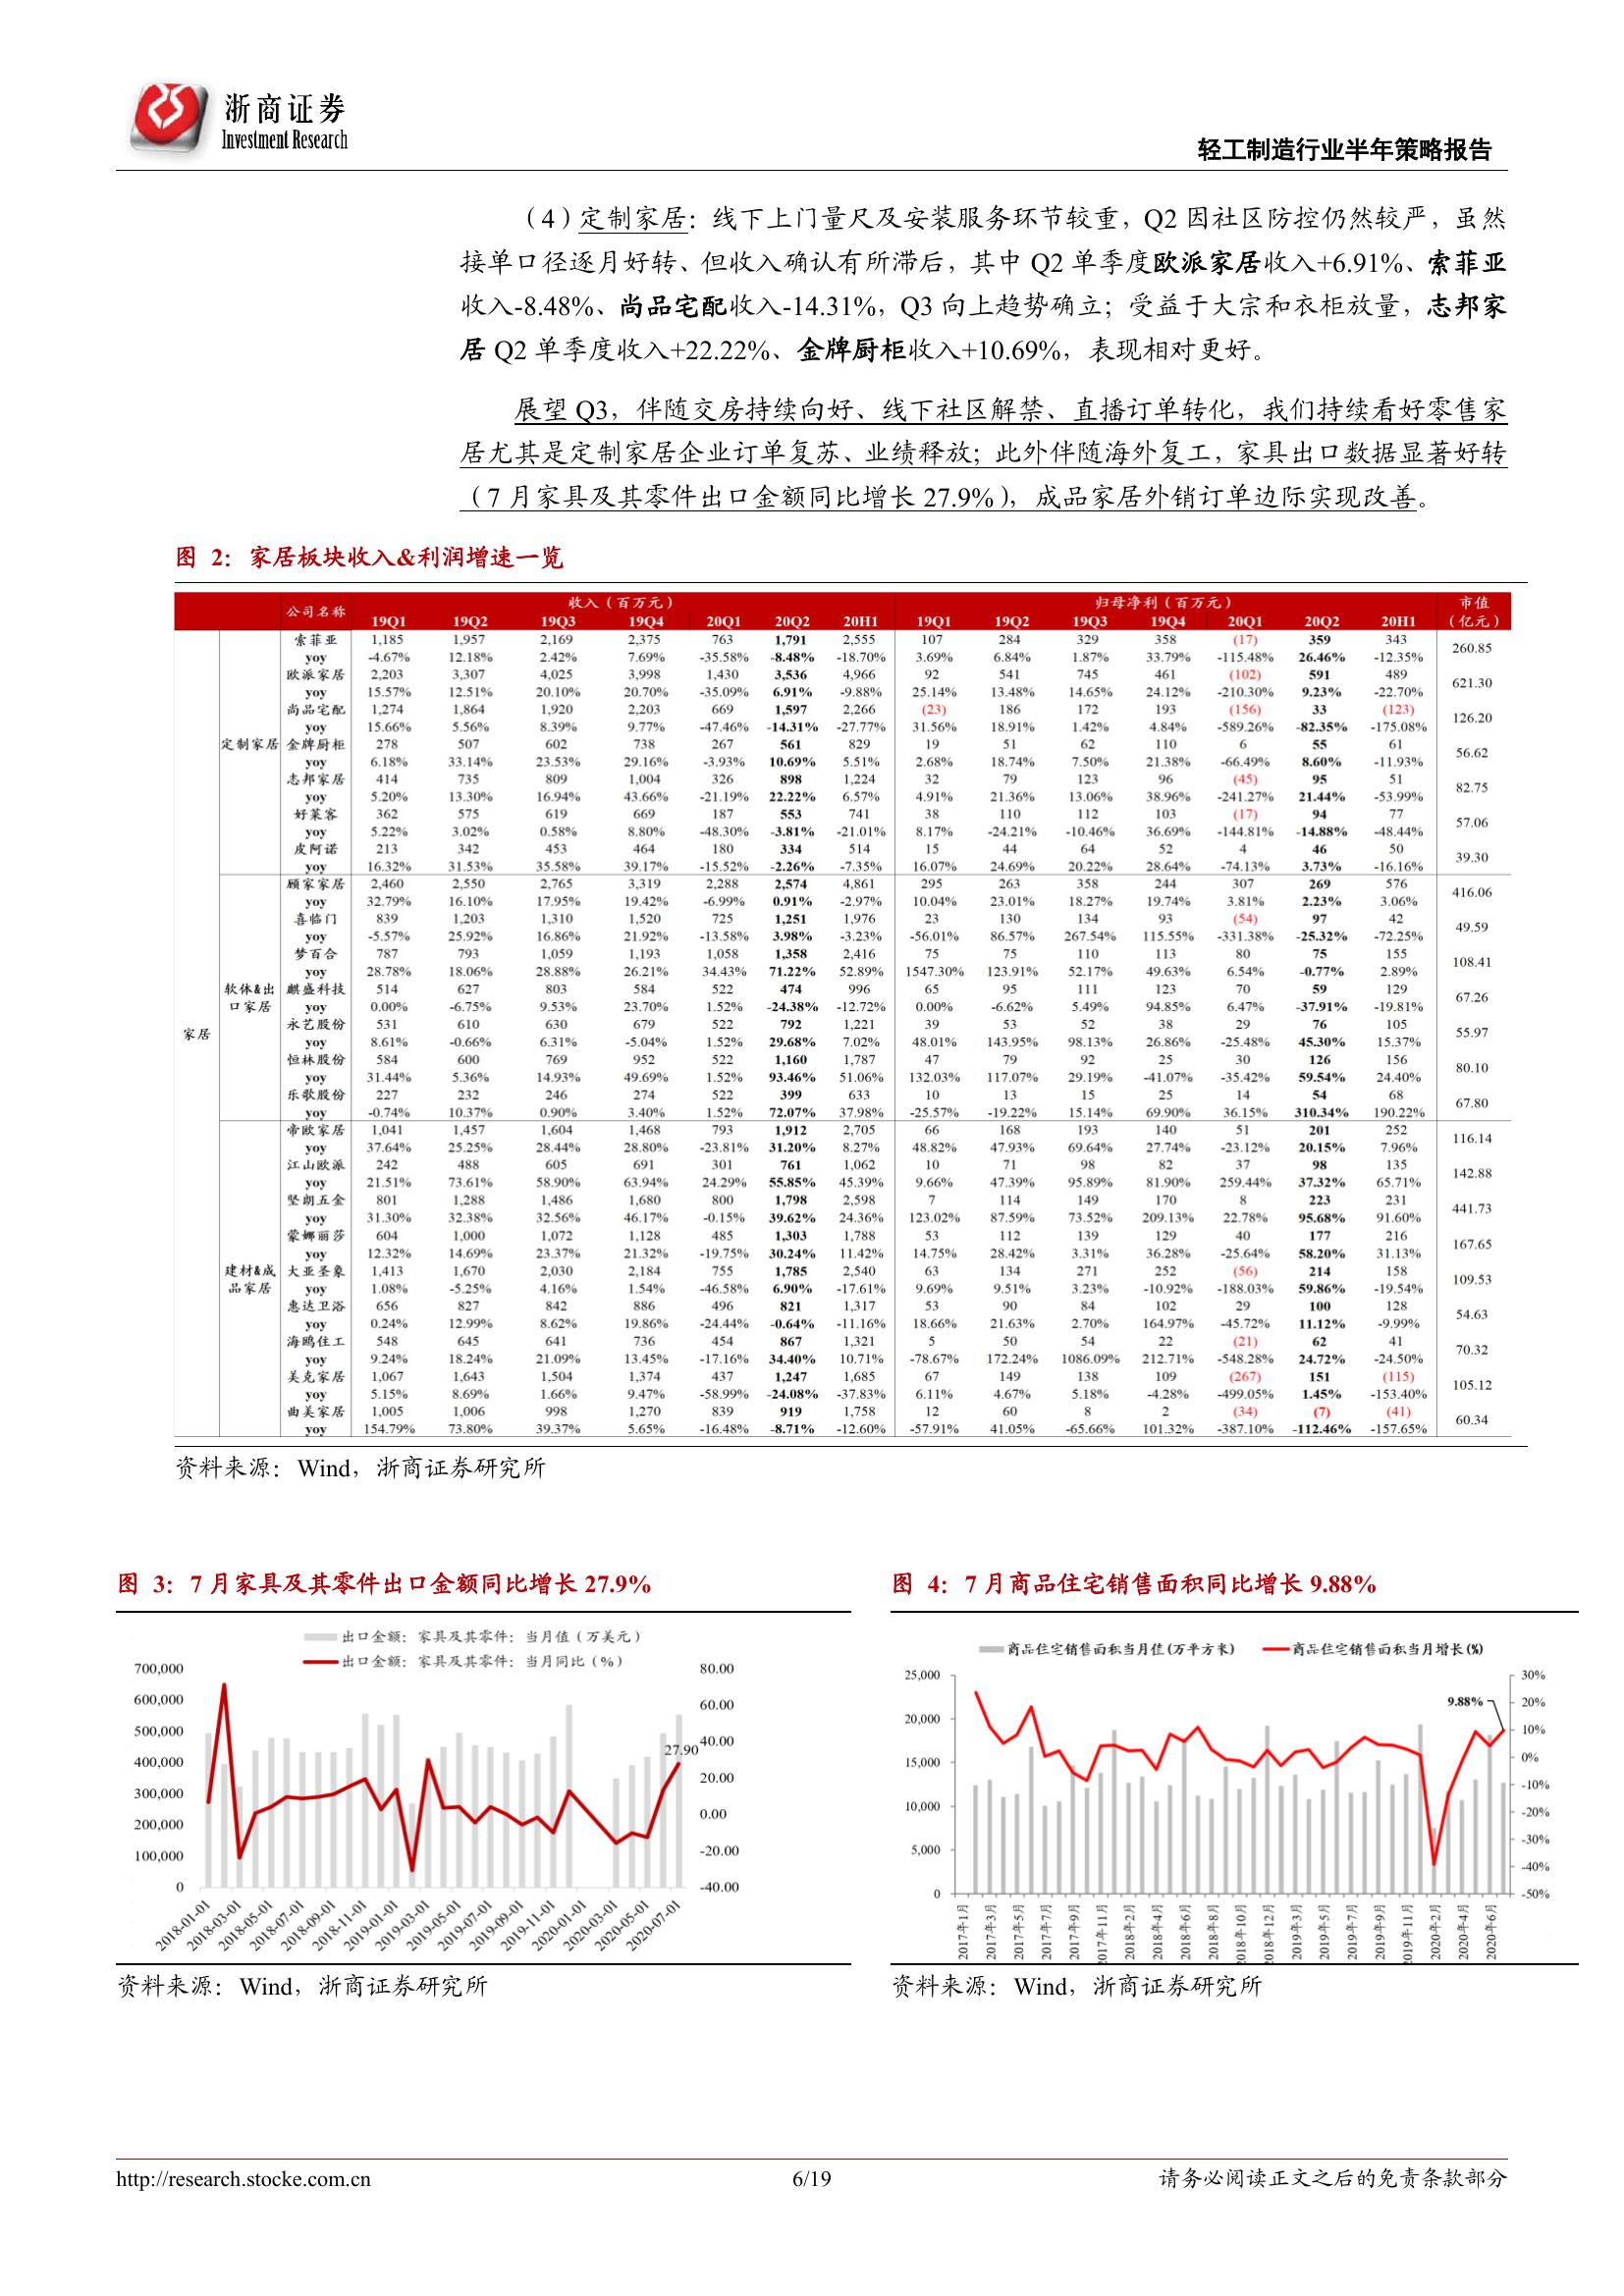 浙商证券
Investment Research
轻工制造行业半年策略报告
（4）定制家居：线下上门量尺及安装服务环节较重，Q2 因社区防控仍然较严，虽然
接单口径逐月好转、但收入确认有所滞后，其中 Q2 单季度欧派家居收入+6.91%、索菲亚
收入-8.48%、尚品宅配收入-14.31%，Q3 向上趋势确立；受益于大宗和衣柜放量，志邦家
居 Q2 单季度收入+22.22%、金牌厨柜收入+10.69%，表现相对更好。
展望 Q3，伴随交房持续向好、线下社区解禁、直播订单转化，我们持续看好零售家
居尤其是定制家居企业订单复苏、业绩释放；此外伴随海外复工，家具出口数据显著好转
（7 月家具及其零件出口金额同比增长 27.9%），成品家居外销订单边际实现改善。
图 2：家居板块收入&利润增速一览
公司名称 收入（百万元） 归母净利（百万元） 市值（亿元）
19Q1 19Q2 19Q3 19Q4 20Q1 20Q2 20H1 19Q1 19Q2 19Q3 19Q4 20Q1 20Q2 20H1
家居
定制家居
索菲亚 1,185 1,957 2,169 2,375 763 1,791 2,555 107 284 329 358 (17) 359 343 260.85
yoy -4.67% 12.18% 2.42% 7.69% -35.58% -8.48% -18.70% 3.69% 6.84% 1.87% 33.79% -115.48% 26.46% -12.35%
欧派家居 2,203 3,307 4,025 3,998 1,430 3,536 4,966 92 541 745 461 (102) 591 489 621.30
yoy 15.57% 12.51% 20.10% 20.70% -35.09% 6.91% -9.88% 25.14% 13.48% 14.65% 24.12% -210.30% 9.23% -22.70%
尚品宅配 1,274 1,864 1,920 2,203 669 1,597 2,266 (23) 186 172 193 (156) 33 (123) 126.20
yoy 15.66% 5.56% 8.39% 9.77% -47.46% -14.31% -27.77% 31.56% 18.91% 1.42% 4.84% -589.26% -82.35% -175.08%
金牌厨柜 278 507 602 738 267 561 829 19 51 62 110 6 55 61 56.62
yoy 6.18% 33.14% 23.53% 29.16% -3.93% 10.69% 5.51% 2.68% 18.74% 7.50% 21.38% -66.49% 8.60% -11.93%
志邦家居 414 735 809 1,004 326 898 1,224 32 79 123 96 (45) 95 51 82.75
yoy 5.20% 13.30% 16.94% 43.66% -21.19% 22.22% 6.57% 4.91% 21.36% 13.06% 38.96% -241.27% 21.44% -53.99%
好莱客 362 575 619 669 187 553 741 38 110 112 103 (17) 94 77 57.06
yoy 5.22% 3.02% 0.58% 8.80% -48.30% -3.81% -21.01% 8.17% -24.21% -10.46% 36.69% -144.81% -14.88% -48.44%
皮阿诺 213 342 453 464 180 334 514 15 44 64 52 4 46 50 39.30
yoy 16.32% 31.53% 35.58% 39.17% -15.52% -2.26% -7.35% 16.07% 24.69% 20.22% 28.64% -74.13% 3.73% -16.16%
软体&出口家居
顾家家居 2,460 2,550 2,765 3,319 2,288 2,574 4,861 295 263 358 244 307 269 576 416.06
yoy 32.79% 16.10% 17.95% 19.42% -6.99% 0.91% -2.97% 10.04% 23.01% 18.27% 19.74% 3.81% 2.23% 3.06%
喜临门 839 1,203 1,310 1,520 725 1,251 1,976 23 130 134 93 (54) 97 42 49.59
yoy -5.57% 25.92% 16.86% 21.92% -13.58% 3.98% -3.23% -56.01% 86.57% 267.54% 115.55% -331.38% -25.32% -72.25%
梦百合 787 793 1,059 1,193 1,058 1,358 2,416 75 75 110 113 80 75 155 108.41
yoy 28.78% 18.06% 28.88% 26.21% 34.43% 71.22% 52.89% 1547.30% 123.91% 52.17% 49.63% 6.54% -0.77% 2.89%
麒盛科技 514 627 803 584 522 474 996 65 95 111 123 70 59 129 67.26
yoy 0.00% -6.75% 9.53% 23.70% 1.52% -24.38% -12.72% 0.00% -6.62% 5.49% 94.85% 6.47% -37.91% -19.81%
永艺股份 531 610 630 679 522 792 1,221 39 53 52 38 29 76 105 55.97
yoy 8.61% -0.66% 6.31% -5.04% 1.52% 29.68% 7.02% 48.01% 143.95% 98.13% 26.86% -25.48% 45.30% 15.37%
恒林股份 584 600 769 952 522 1,160 1,787 47 79 92 25 30 126 156 80.10
yoy 31.44% 5.36% 14.93% 49.69% 1.52% 93.46% 51.06% 132.03% 117.07% 29.19% -41.07% -35.42% 59.54% 24.40%
乐歌股份 227 232 246 274 522 399 633 10 13 15 25 14 54 68 67.80
yoy -0.74% 10.37% 0.90% 3.40% 1.52% 72.07% 37.98% -25.57% -19.22% 15.14% 69.90% 36.15% 310.34% 190.22%
建材&成品家居
帝欧家居 1,041 1,457 1,604 1,468 793 1,912 2,705 66 168 193 140 51 201 252 116.14
yoy 37.64% 25.25% 28.44% 28.80% -23.81% 31.20% 8.27% 48.82% 47.93% 69.64% 27.74% -23.12% 20.15% 7.96%
江山欧派 242 488 605 691 301 761 1,062 10 71 98 82 37 98 135 142.88
yoy 21.51% 73.61% 58.90% 63.94% 24.29% 55.85% 45.39% 9.66% 47.39% 95.89% 81.90% 259.44% 37.32% 65.71%
坚朗五金 801 1,288 1,486 1,680 800 1,798 2,598 7 114 149 170 8 223 231 441.73
yoy 31.30% 32.38% 32.56% 46.17% -0.15% 39.62% 24.36% 123.02% 87.59% 73.52% 209.13% 22.78% 95.68% 91.60%
蒙娜丽莎 604 1,000 1,072 1,128 485 1,303 1,788 53 112 139 129 40 177 216 167.65
yoy 12.32% 14.69% 23.37% 21.32% -19.75% 30.24% 11.42% 14.75% 28.42% 3.31% 36.28% -25.64% 58.20% 31.13%
大亚圣象 1,413 1,670 2,030 2,184 755 1,785 2,540 63 134 271 252 (56) 214 158 109.53
yoy 1.08% -5.25% 4.16% 1.54% -46.58% 6.90% -17.61% 9.69% 9.51% 3.23% -10.92% -188.03% 59.86% -19.54%
惠达卫浴 656 827 842 886 496 821 1,317 53 90 84 102 29 100 128 54.63
yoy 0.24% 12.99% 8.62% 19.86% -24.44% -0.64% -11.16% 18.66% 21.63% 2.70% 164.97% -45.72% 11.12% -9.99%
海鸥住工 548 645 641 736 454 867 1,321 5 50 54 22 (21) 62 41 70.32
yoy 9.24% 18.24% 21.09% 13.45% -17.16% 34.40% 10.71% -78.67% 172.24% 1086.09% 212.71% -548.28% 24.72% -24.50%
美克家居 1,067 1,643 1,504 1,374 437 1,247 1,685 67 149 138 109 (267) 151 (115) 105.12
yoy 5.15% 8.69% 1.66% 9.47% -58.99% -24.08% -37.83% 6.11% 4.67% 5.18% -4.28% -499.05% 1.45% -153.40%
曲美家居 1,005 1,006 998 1,270 839 919 1,758 12 60 8 2 (34) (7) (41) 60.34
yoy 154.79% 73.80% 39.37% 5.65% -16.48% -8.71% -12.60% -57.91% 41.05% -65.66% 101.32% -387.10% -112.46% -157.65%
资料来源：Wind，浙商证券研究所
图 3：7 月家具及其零件出口金额同比增长 27.9%
出口金额：家具及其零件：当月值（万美元）
出口金额：家具及其零件：当月同比（%）
700,000 80.00
600,000 60.00
500,000 40.00
400,000 20.00
300,000 0.00
200,000 -20.00
100,000 -40.00
0
27.90
2018-01-01 2018-03-01 2018-05-01 2018-07-01 2018-09-01 2018-11-01 2019-01-01 2019-03-01 2019-05-01 2019-07-01 2019-09-01 2019-11-01 2020-01-01 2020-03-01 2020-05-01 2020-07-01
资料来源：Wind，浙商证券研究所
图 4：7 月商品住宅销售面积同比增长 9.88%
商品住宅销售面积当月值(万平方米) 商品住宅销售面积当月增长(%)
25,000 30%
20,000 20%
15,000 10%
10,000 0%
5,000 -10%
0 -20%
-30%
-40%
-50%
9.88%
2017年1月 2017年3月 2017年5月 2017年7月 2017年9月 2017年11月 2018年2月 2018年4月 2018年6月 2018年8月 2018年10月 2018年12月 2019年3月 2019年5月 2019年7月 2019年9月 2019年11月 2020年2月 2020年4月 2020年6月
资料来源：Wind，浙商证券研究所
http://research.stocke.com.cn
6/19
请务必阅读正文之后的免责条款部分